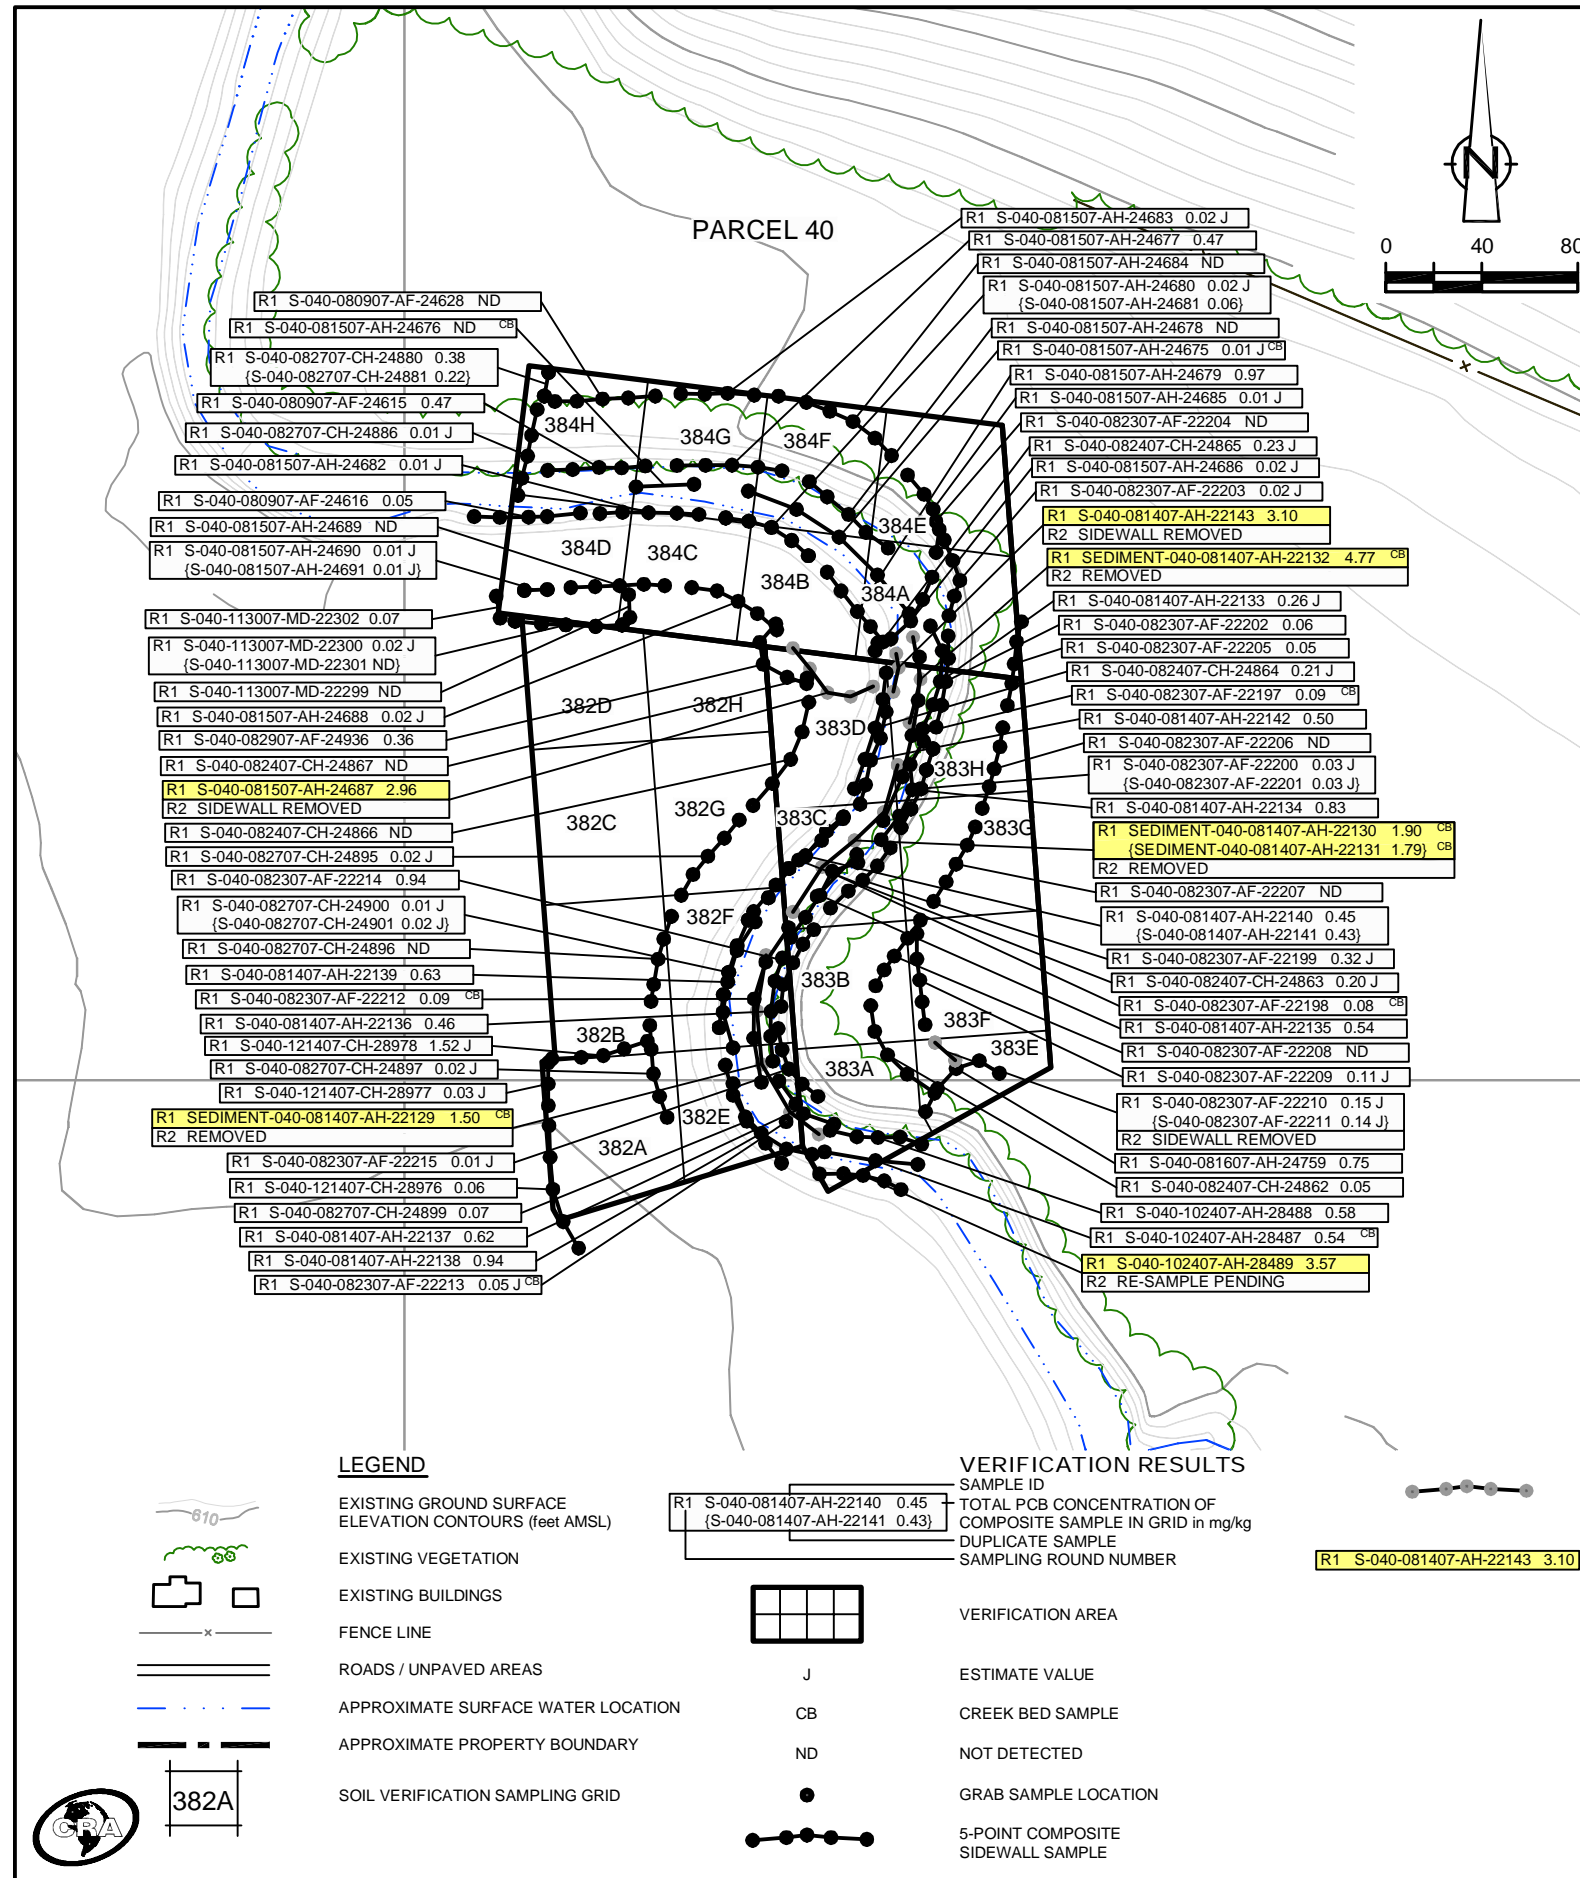 PARCEL 40
N
0 40 80
R1 S-040-080907-AF-24628 ND
R1 S-040-081507-AH-24676 ND CB
R1 S-040-082707-CH-24880 0.38
{S-040-082707-CH-24881 0.22}
R1 S-040-080907-AF-24615 0.47
R1 S-040-082707-CH-24886 0.01 J
R1 S-040-081507-AH-24682 0.01 J
R1 S-040-080907-AF-24616 0.05
R1 S-040-081507-AH-24689 ND
R1 S-040-081507-AH-24690 0.01 J
{S-040-081507-AH-24691 0.01 J}
R1 S-040-113007-MD-22302 0.07
R1 S-040-113007-MD-22300 0.02 J
{S-040-113007-MD-22301 ND}
R1 S-040-113007-MD-22299 ND
R1 S-040-081507-AH-24688 0.02 J
R1 S-040-082907-AF-24936 0.36
R1 S-040-082407-CH-24867 ND
R1 S-040-081507-AH-24687 2.96
R2 SIDEWALL REMOVED
R1 S-040-082407-CH-24866 ND
R1 S-040-082707-CH-24895 0.02 J
R1 S-040-082307-AF-22214 0.94
R1 S-040-082707-CH-24900 0.01 J
{S-040-082707-CH-24901 0.02 J}
R1 S-040-082707-CH-24896 ND
R1 S-040-081407-AH-22139 0.63
R1 S-040-082307-AF-22212 0.09 CB
R1 S-040-081407-AH-22136 0.46
R1 S-040-121407-CH-28978 1.52 J
R1 S-040-082707-CH-24897 0.02 J
R1 S-040-121407-CH-28977 0.03 J
R1 SEDIMENT-040-081407-AH-22129 1.50 CB
R2 REMOVED
R1 S-040-082307-AF-22215 0.01 J
R1 S-040-121407-CH-28976 0.06
R1 S-040-082707-CH-24899 0.07
R1 S-040-081407-AH-22137 0.62
R1 S-040-081407-AH-22138 0.94
R1 S-040-082307-AF-22213 0.05 J CB
384H
384G
384F
384E
384D
384C
384B
384A
382D
382H
383D
383H
382C
382G
383C
383G
382F
383B
383F
382B
383E
383A
382E
382A
R1 S-040-081507-AH-24683 0.02 J
R1 S-040-081507-AH-24677 0.47
R1 S-040-081507-AH-24684 ND
R1 S-040-081507-AH-24680 0.02 J
{S-040-081507-AH-24681 0.06}
R1 S-040-081507-AH-24678 ND
R1 S-040-081507-AH-24675 0.01 J CB
R1 S-040-081507-AH-24679 0.97
R1 S-040-081507-AH-24685 0.01 J
R1 S-040-082307-AF-22204 ND
R1 S-040-082407-CH-24865 0.23 J
R1 S-040-081507-AH-24686 0.02 J
R1 S-040-082307-AF-22203 0.02 J
R1 S-040-081407-AH-22143 3.10
R2 SIDEWALL REMOVED
R1 SEDIMENT-040-081407-AH-22132 4.77 CB
R2 REMOVED
R1 S-040-081407-AH-22133 0.26 J
R1 S-040-082307-AF-22202 0.06
R1 S-040-082307-AF-22205 0.05
R1 S-040-082407-CH-24864 0.21 J
R1 S-040-082307-AF-22197 0.09 CB
R1 S-040-081407-AH-22142 0.50
R1 S-040-082307-AF-22206 ND
R1 S-040-082307-AF-22200 0.03 J
{S-040-082307-AF-22201 0.03 J}
R1 S-040-081407-AH-22134 0.83
R1 SEDIMENT-040-081407-AH-22130 1.90 CB
{SEDIMENT-040-081407-AH-22131 1.79} CB
R2 REMOVED
R1 S-040-082307-AF-22207 ND
R1 S-040-081407-AH-22140 0.45
{S-040-081407-AH-22141 0.43}
R1 S-040-082307-AF-22199 0.32 J
R1 S-040-082407-CH-24863 0.20 J
R1 S-040-082307-AF-22198 0.08 CB
R1 S-040-081407-AH-22135 0.54
R1 S-040-082307-AF-22208 ND
R1 S-040-082307-AF-22209 0.11 J
R1 S-040-082307-AF-22210 0.15 J
{S-040-082307-AF-22211 0.14 J}
R2 SIDEWALL REMOVED
R1 S-040-081607-AH-24759 0.75
R1 S-040-082407-CH-24862 0.05
R1 S-040-102407-AH-28488 0.58
R1 S-040-102407-AH-28487 0.54 CB
R1 S-040-102407-AH-28489 3.57
R2 RE-SAMPLE PENDING
LEGEND
610
EXISTING GROUND SURFACE
ELEVATION CONTOURS (feet AMSL)
EXISTING VEGETATION
EXISTING BUILDINGS
FENCE LINE
ROADS / UNPAVED AREAS
APPROXIMATE SURFACE WATER LOCATION
APPROXIMATE PROPERTY BOUNDARY
382A
SOIL VERIFICATION SAMPLING GRID
CRA
VERIFICATION RESULTS
R1 S-040-081407-AH-22140 0.45
{S-040-081407-AH-22141 0.43}
SAMPLE ID
TOTAL PCB CONCENTRATION OF
COMPOSITE SAMPLE IN GRID in mg/kg
DUPLICATE SAMPLE
SAMPLING ROUND NUMBER
R1 S-040-081407-AH-22143 3.10
VERIFICATION AREA
J
ESTIMATE VALUE
CB
CREEK BED SAMPLE
ND
NOT DETECTED
GRAB SAMPLE LOCATION
5-POINT COMPOSITE
SIDEWALL SAMPLE